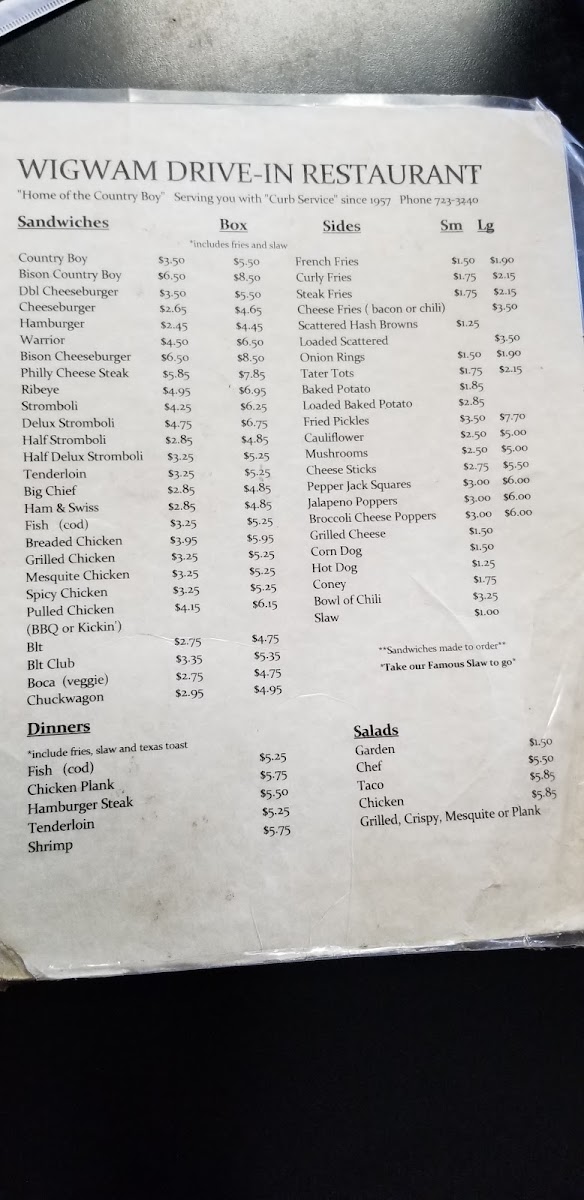 WIGWAM DRIVE-IN RESTAURANT
"Home of the Country Boy" Serving you with "Curb Service" since 1957 Phone 723-3240
Sandwiches Box
*includes fries and slaw
Country Boy $3.50 $5.50
Bison Country Boy $6.50 $8.50
Dbl Cheeseburger $3.50 $5.50
Cheeseburger $2.65 $4.65
Hamburger $2.45 $4.45
Warrior $4.50 $6.50
Bison Cheeseburger $6.50 $8.50
Philly Cheese Steak $5.85 $7.85
Ribeye $4.95 $6.95
Stromboli $4.25 $6.25
Delux Stromboli $4.75 $6.75
Half Stromboli $2.85 $4.85
Half Delux Stromboli $3.25 $5.25
Tenderloin $3.25 $5.25
Big Chief $2.85 $4.85
Ham & Swiss $2.85 $4.85
Fish (cod) $3.25 $5.25
Breaded Chicken $3.95 $5.95
Grilled Chicken $3.25 $5.25
Mesquite Chicken $3.25 $5.25
Spicy Chicken $3.25 $5.25
Pulled Chicken $4.15 $6.15
(BBQ or Kickin')
Blt $2.75 $4.75
Blt Club $3.35 $5.35
Boca (veggie) $2.75 $4.75
Chuckwagon $2.95 $4.95
Sides Sm Lg
French Fries $1.50 $1.90
Curly Fries $1.75 $2.15
Steak Fries $1.75 $2.15
Cheese Fries ( bacon or chili) $3.50
Scattered Hash Browns $1.25
Loaded Scattered $3.50
Onion Rings $1.50 $1.90
Tater Tots $1.75 $2.15
Baked Potato $1.85
Loaded Baked Potato $2.85
Fried Pickles $3.50 $7.70
Cauliflower $2.50 $5.00
Mushrooms $2.50 $5.00
Cheese Sticks $2.75 $5.50
Pepper Jack Squares $3.00 $6.00
Jalapeno Poppers $3.00 $6.00
Broccoli Cheese Poppers $3.00 $6.00
Grilled Cheese $1.50
Corn Dog $1.50
Hot Dog $1.25
Coney $1.75
Bowl of Chili $3.25
Slaw $1.00
**Sandwiches made to order**
*Take our Famous Slaw to go*
Dinners
*include fries, slaw and texas toast
Fish (cod) $5.25
Chicken Plank $5.75
Hamburger Steak $5.50
Tenderloin $5.25
Shrimp $5.75
Salads
Garden $1.50
Chef $5.50
Taco $5.85
Chicken $5.85
Grilled, Crispy, Mesquite or Plank